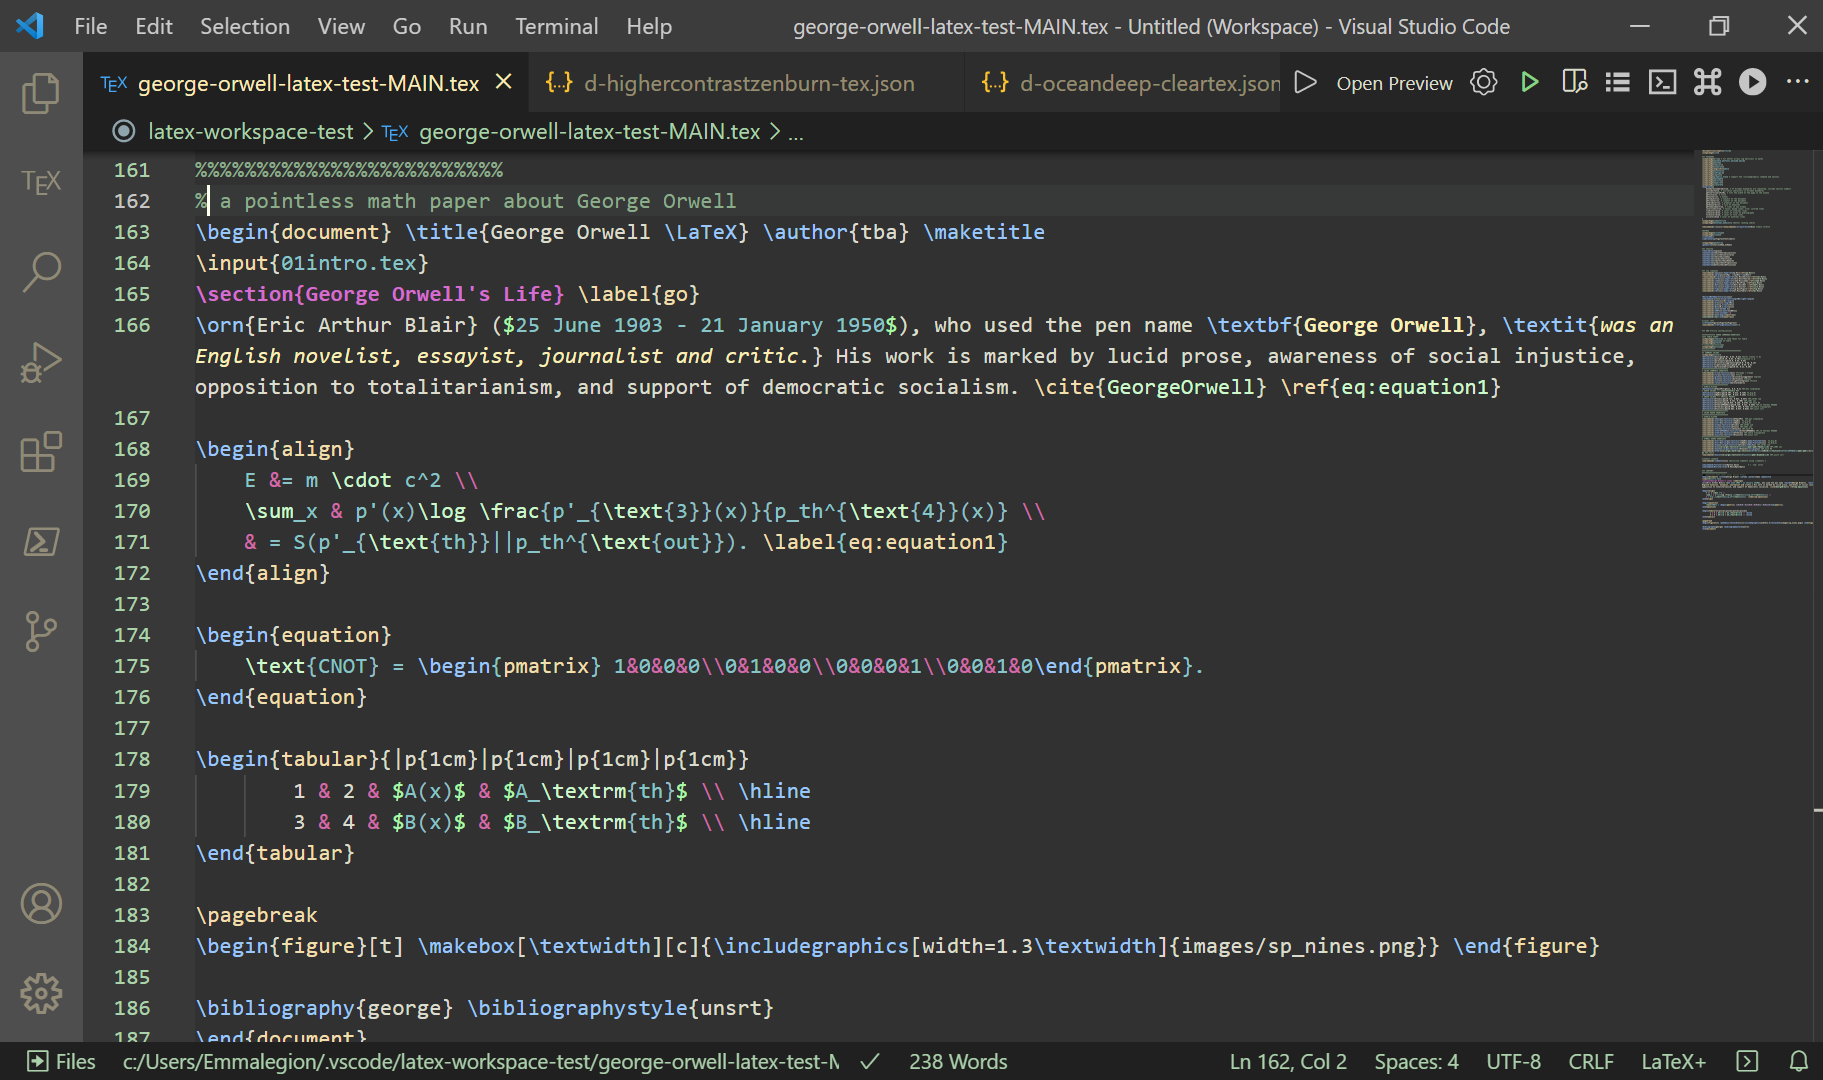 File Edit Selection View Go Run Terminal Help george-orwell-latex-test-MAIN.tex - Untitled (Workspace) - Visual Studio Code
TEX george-orwell-latex-test-MAIN.tex {..} d-highercontrastzenburn-tex.json {..} d-oceandeep-cleartex.json Open Preview
latex-workspace-test > TEX george-orwell-latex-test-MAIN.tex > ...
TEX
161 %%%%%%%%%%%%%%%%%%%%%%%%%
162 % a pointless math paper about George Orwell
163 \begin{document} \title{George Orwell \LaTeX} \author{tba} \maketitle
164 \input{01intro.tex}
165 \section{George Orwell's Life} \label{go}
166 \orn{Eric Arthur Blair} ($25 June 1903 - 21 January 1950$), who used the pen name \textbf{George Orwell}, \textit{was an
English novelist, essayist, journalist and critic.} His work is marked by lucid prose, awareness of social injustice,
opposition to totalitarianism, and support of democratic socialism. \cite{GeorgeOrwell} \ref{eq:equation1}
167
168 \begin{align}
169 E &= m \cdot c^2 \\
170 \sum_x & p'(x)\log \frac{p'_{\text{3}}(x)}{p_th^{\text{4}}(x)} \\
171 & = S(p'_{\text{th}}||p_th^{\text{out}}). \label{eq:equation1}
172 \end{align}
173
174 \begin{equation}
175 \text{CNOT} = \begin{pmatrix} 1&0&0&0\\0&1&0&0\\0&0&0&1\\0&0&1&0\end{pmatrix}.
176 \end{equation}
177
178 \begin{tabular}{|p{1cm}|p{1cm}|p{1cm}|p{1cm}}
179 1 & 2 & $A(x)$ & $A_\textrm{th}$ \\ \hline
180 3 & 4 & $B(x)$ & $B_\textrm{th}$ \\ \hline
181 \end{tabular}
182
183 \pagebreak
184 \begin{figure}[t] \makebox[\textwidth][c]{\includegraphics[width=1.3\textwidth]{images/sp_nines.png}} \end{figure}
185
186 \bibliography{george} \bibliographystyle{unsrt}
187 \end{document}
Files c:/Users/Emmalegion/.vscode/latex-workspace-test/george-orwell-latex-test-M 238 Words Ln 162, Col 2 Spaces: 4 UTF-8 CRLF LaTeX+